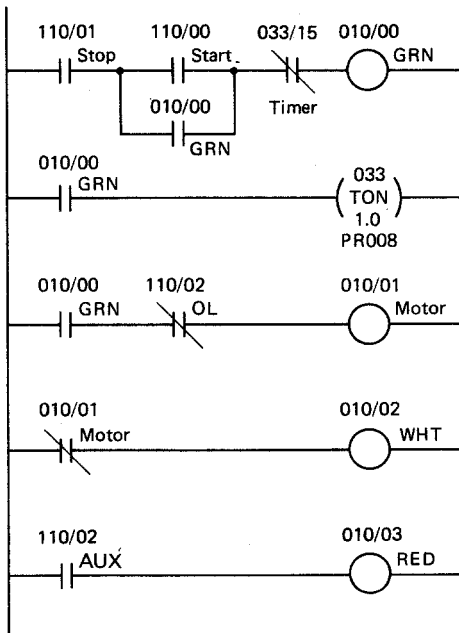 110/01 110/00 033/15 010/00
Stop Start GRN
010/00 Timer
GRN
010/00
GRN 033
TON
1.0
PR008
010/00 110/02 010/01
GRN OL Motor
010/01 010/02
Motor WHT
110/02 010/03
AUX RED